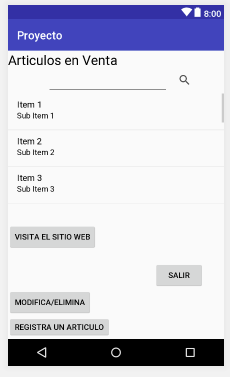 8:00
Proyecto
Articulos en Venta
Item 1
Sub Item 1
Item 2
Sub Item 2
Item 3
Sub Item 3
VISITA EL SITIO WEB
SALIR
MODIFICA/ELIMINA
REGISTRA UN ARTICULO